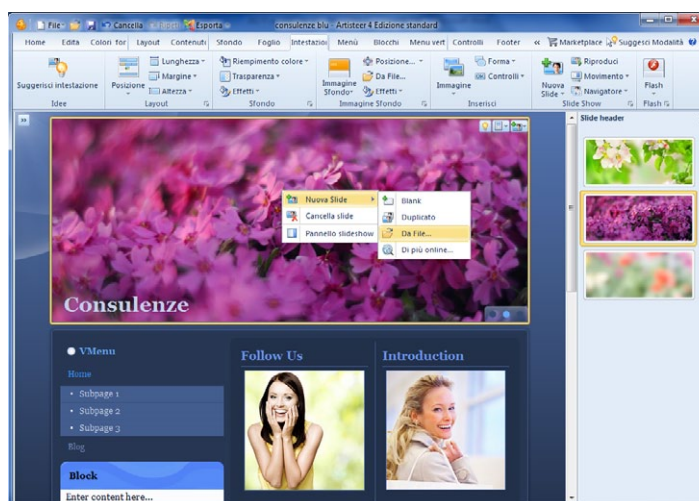 File Cancella Esporta consulenze blu - Artisteer 4 Edizione standard
Home Edita Colori for Layout Contenuti Sfondo Foglio Intestazion Menù Blocchi Menu vert Controlli Footer « Marketplace Suggesci Modalità
Lunghezza Riempimento colore Posizione... Forma Riproduci
Margine Trasparenza Da File... Controlli Movimento
Altezza Effetti Effetti Navigatore
Suggerisci intestazione Posizione Immagine Sfondo Immagine Nuova Slide Flash
Idee Layout Sfondo Immagine Sfondo Inserisci Slide Show Flash
Slide header
Nuova Slide
Cancella slide
Pannello slideshow
Blank
Duplicato
Da File...
Di più online...
Consulenze
VMenu
Home
• Subpage 1
• Subpage 2
• Subpage 3
Blog
Block
Enter content here...
Follow Us
Introduction